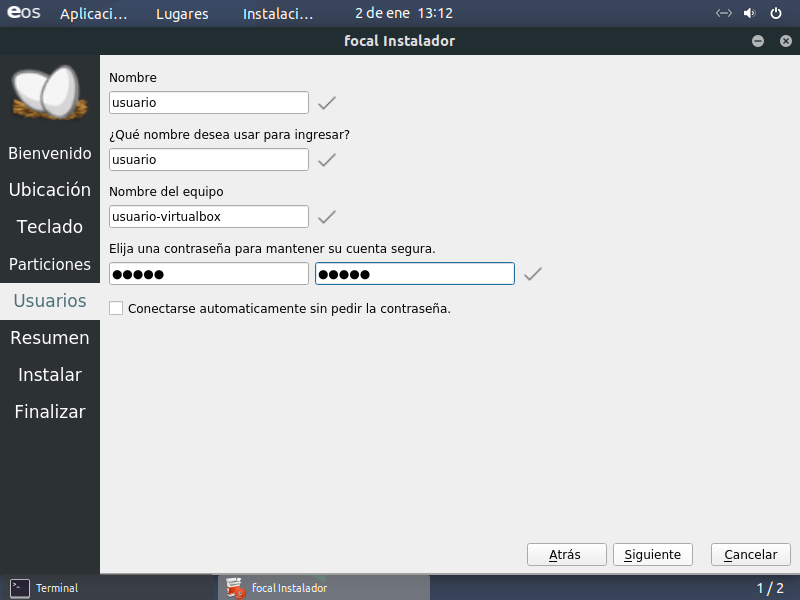 eos Aplicaci... Lugares Instalaci... 2 de ene 13:12
focal Instalador
Bienvenido
Ubicación
Teclado
Particiones
Usuarios
Resumen
Instalar
Finalizar
Nombre
usuario
¿Qué nombre desea usar para ingresar?
usuario
Nombre del equipo
usuario-virtualbox
Elija una contraseña para mantener su cuenta segura.
●●●●● ●●●●●
Conectarse automaticamente sin pedir la contraseña.
Atrás Siguiente Cancelar
Terminal focal Instalador 1 / 2